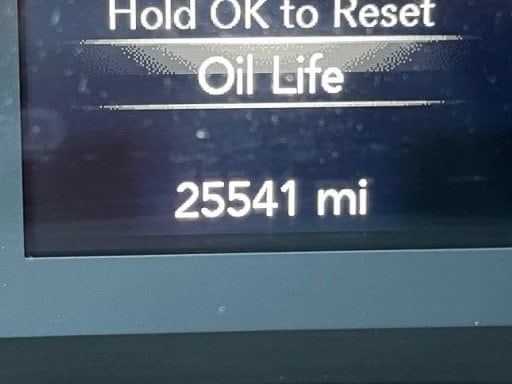 Hold OK to Reset
Oil Life
25541 mi